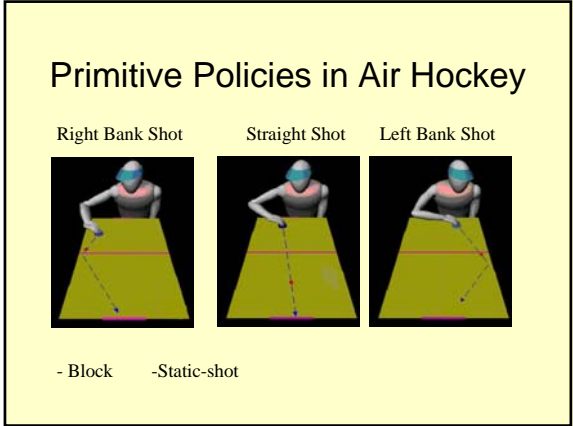 Primitive Policies in Air Hockey
Right Bank Shot Straight Shot Left Bank Shot
- Block -Static-shot